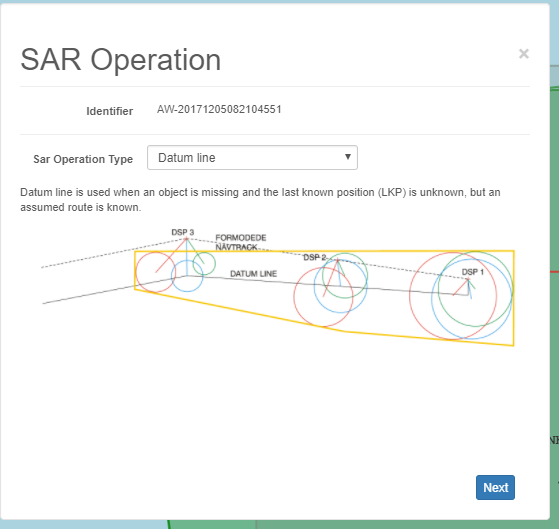 SAR Operation
×
Identifier AW-20171205082104551
Sar Operation Type Datum line
Datum line is used when an object is missing and the last known position (LKP) is unknown, but an
assumed route is known.
DSP 3
FORMODEDE
NAVTRACK
DSP 2
DATUM LINE
DSP 1
Next